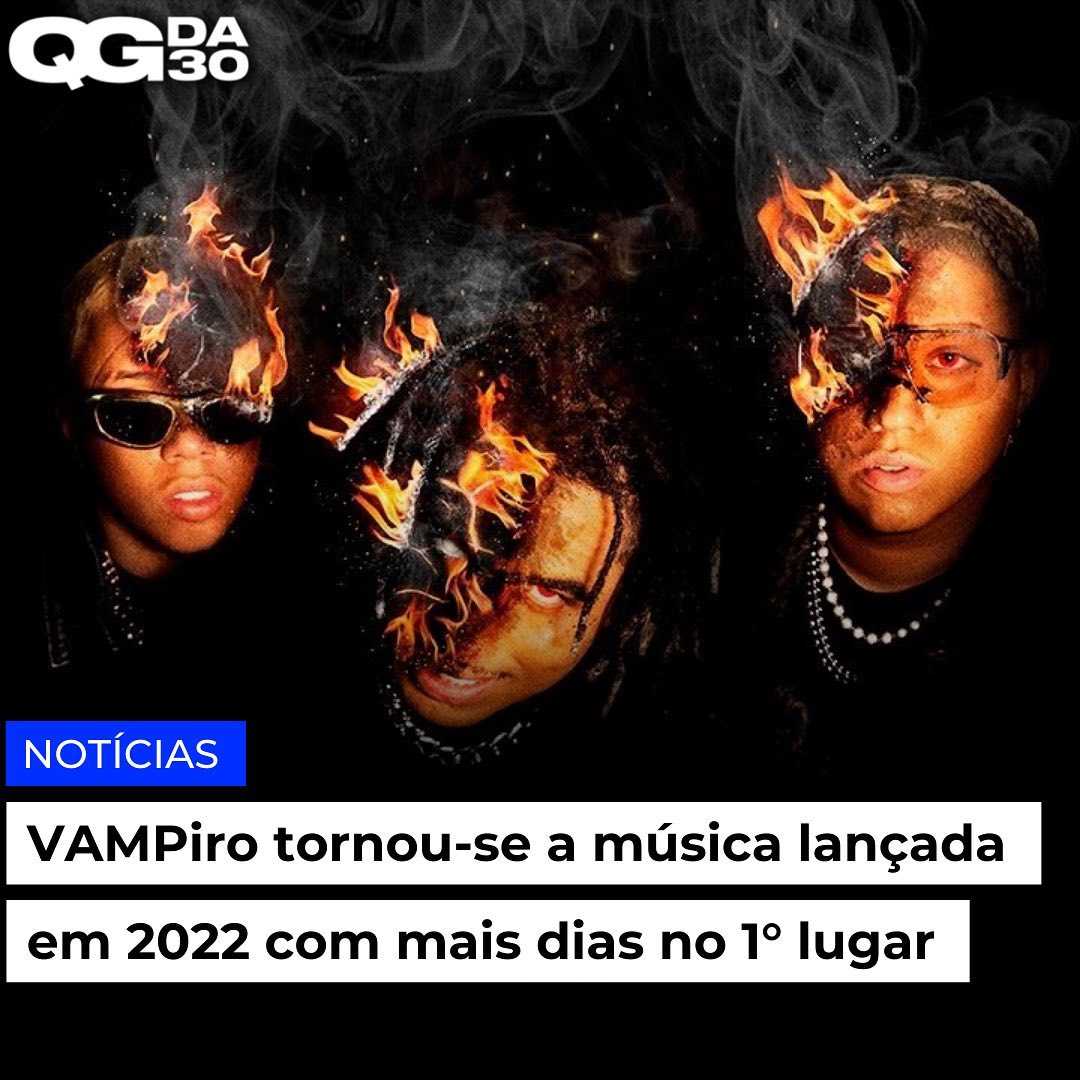 QG DA
30
NOTÍCIAS
VAMPiro tornou-se a música lançada
em 2022 com mais dias no 1° lugar